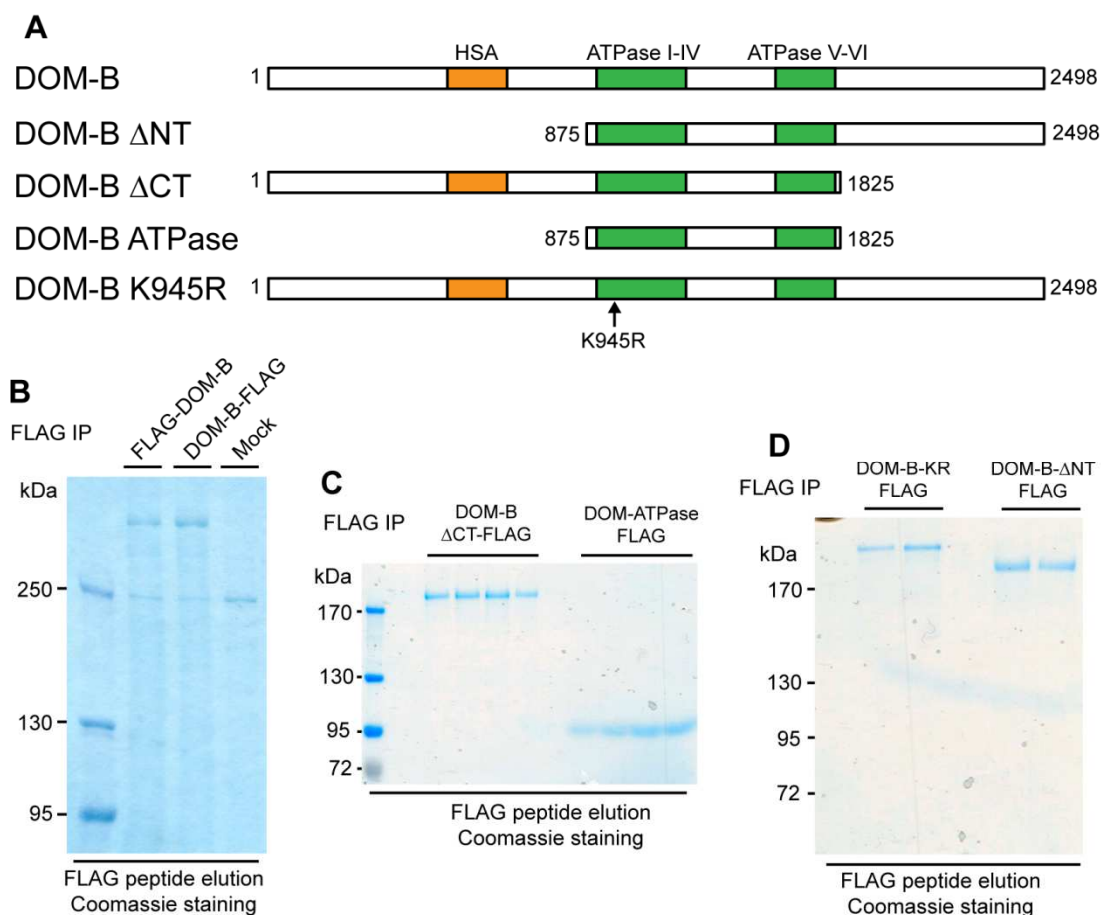 A
HSA ATPase I-IV ATPase V-VI
DOM-B 1 2498
DOM-B ΔNT 875 2498
DOM-B ΔCT 1 1825
DOM-B ATPase 875 1825
DOM-B K945R 1 2498
K945R
B
FLAG IP
FLAG-DOM-B
DOM-B-FLAG
Mock
kDa
250
130
95
FLAG peptide elution
Coomassie staining
C
FLAG IP
DOM-B
ΔCT-FLAG
DOM-ATPase
FLAG
kDa
170
130
95
72
FLAG peptide elution
Coomassie staining
D
FLAG IP
DOM-B-KR
FLAG
DOM-B-ΔNT
FLAG
kDa
170
130
95
72
FLAG peptide elution
Coomassie staining